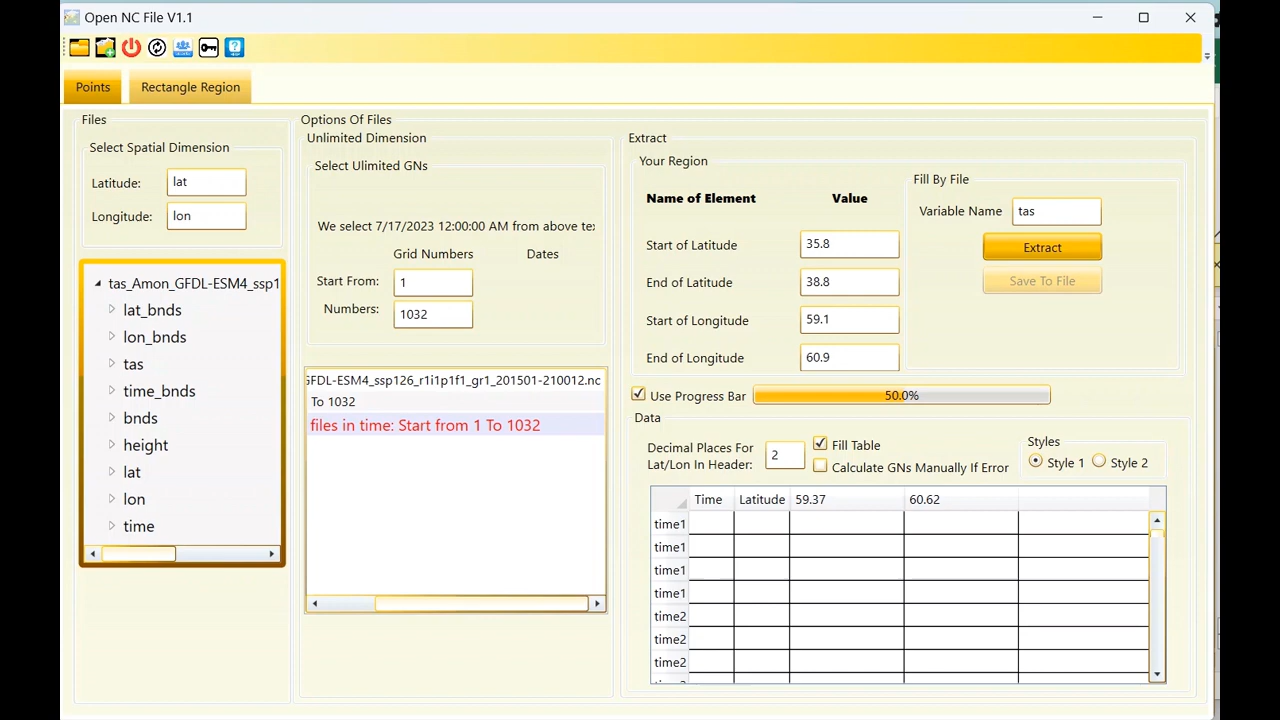 Open NC File V1.1
Points
Rectangle Region
Files
Select Spatial Dimension
Latitude:
lat
Longitude:
lon
tas_Amon_GFDL-ESM4_ssp1
lat_bnds
lon_bnds
tas
time_bnds
bnds
height
lat
lon
time
Options Of Files
Unlimited Dimension
Select Ulimited GNs
We select 7/17/2023 12:00:00 AM from above te
Grid Numbers
Dates
Start From:
1
Numbers:
1032
GFDL-ESM4_ssp126_r1i1p1f1_gr1_201501-210012.nc
To 1032
files in time: Start from 1 To 1032
Extract
Your Region
Name of Element
Value
Start of Latitude
35.8
End of Latitude
38.8
Start of Longitude
59.1
End of Longitude
60.9
Fill By File
Variable Name
tas
Extract
Save To File
Use Progress Bar
50.0%
Data
Decimal Places For
Lat/Lon In Header:
2
Fill Table
Calculate GNs Manually If Error
Styles
Style 1
Style 2
Time
Latitude
59.37
60.62
time1
time1
time1
time1
time2
time2
time2